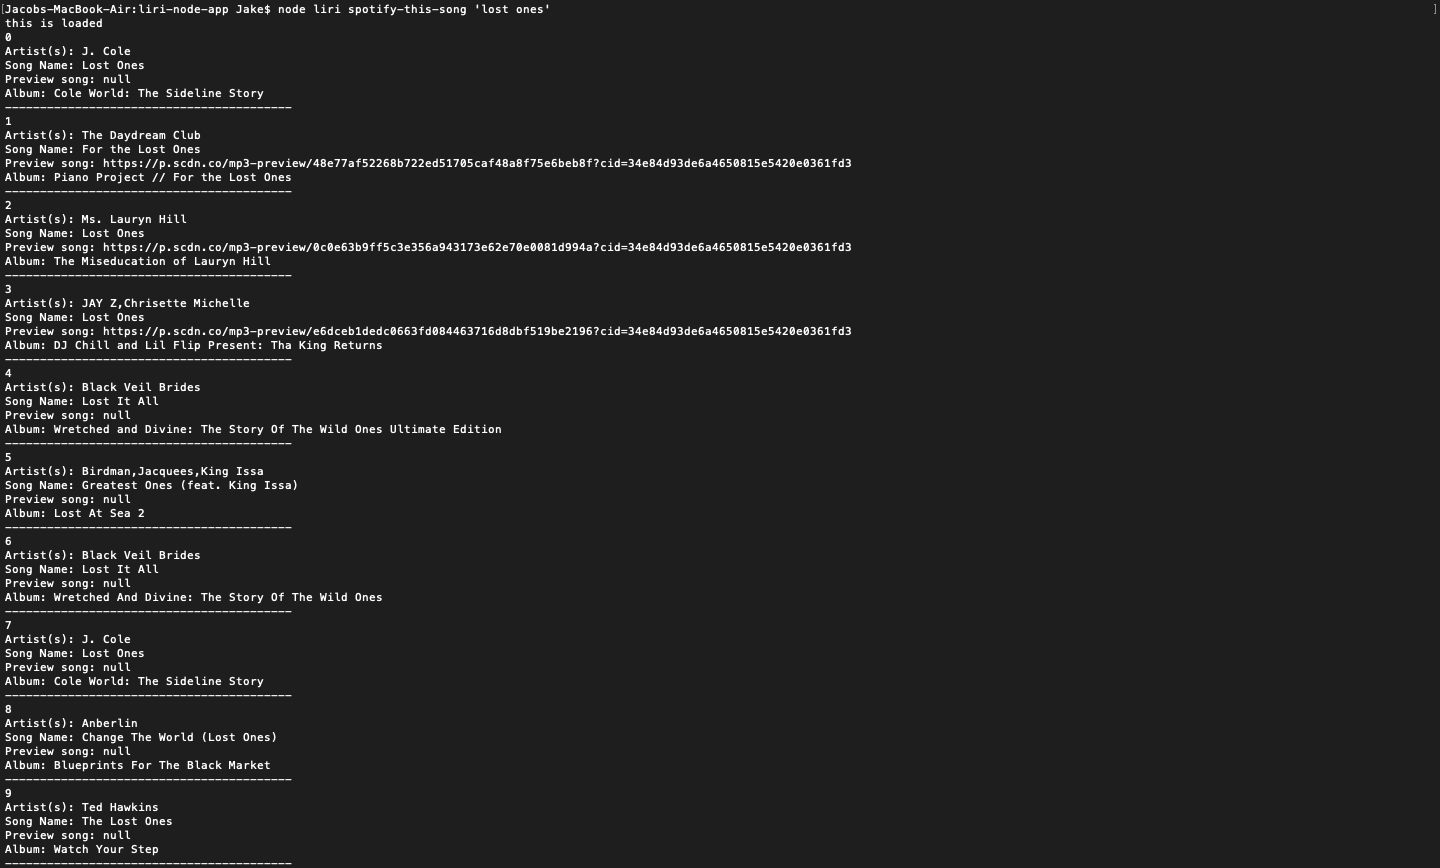 Jacobs-MacBook-Air:liri-node-app Jake$ node liri spotify-this-song 'lost ones'
this is loaded
0
Artist(s): J. Cole
Song Name: Lost Ones
Preview song: null
Album: Cole World: The Sideline Story
-----------------------------------------
1
Artist(s): The Daydream Club
Song Name: For the Lost Ones
Preview song: https://p.scdn.co/mp3-preview/48e77af52268b722ed51705caf48a8f75e6beb8f?cid=34e84d93de6a4650815e5420e0361fd3
Album: Piano Project // For the Lost Ones
-----------------------------------------
2
Artist(s): Ms. Lauryn Hill
Song Name: Lost Ones
Preview song: https://p.scdn.co/mp3-preview/0c0e63b9ff5c3e356a943173e62e70e0081d994a?cid=34e84d93de6a4650815e5420e0361fd3
Album: The Miseducation of Lauryn Hill
-----------------------------------------
3
Artist(s): JAY Z,Chrisette Michelle
Song Name: Lost Ones
Preview song: https://p.scdn.co/mp3-preview/e6dceb1dedc0663fd084463716d8dbf519be2196?cid=34e84d93de6a4650815e5420e0361fd3
Album: DJ Chill and Lil Flip Present: Tha King Returns
-----------------------------------------
4
Artist(s): Black Veil Brides
Song Name: Lost It All
Preview song: null
Album: Wretched and Divine: The Story Of The Wild Ones Ultimate Edition
-----------------------------------------
5
Artist(s): Birdman,Jacquees,King Issa
Song Name: Greatest Ones (feat. King Issa)
Preview song: null
Album: Lost At Sea 2
-----------------------------------------
6
Artist(s): Black Veil Brides
Song Name: Lost It All
Preview song: null
Album: Wretched And Divine: The Story Of The Wild Ones
-----------------------------------------
7
Artist(s): J. Cole
Song Name: Lost Ones
Preview song: null
Album: Cole World: The Sideline Story
-----------------------------------------
8
Artist(s): Anberlin
Song Name: Change The World (Lost Ones)
Preview song: null
Album: Blueprints For The Black Market
-----------------------------------------
9
Artist(s): Ted Hawkins
Song Name: The Lost Ones
Preview song: null
Album: Watch Your Step
-----------------------------------------